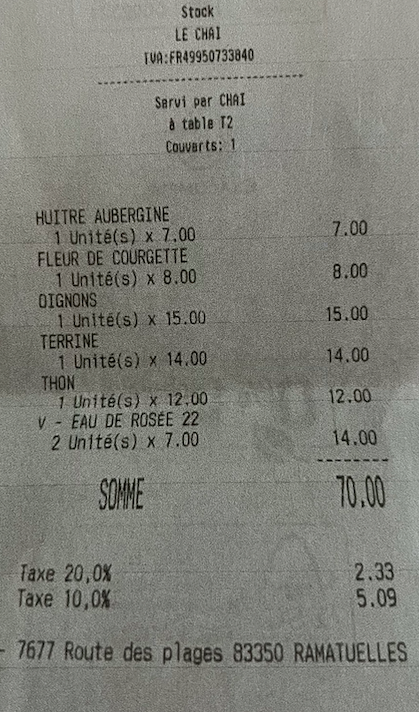 Stock
LE CHAI
TVA:FR49950733840
Servi par CHAI
à table T2
Couverts: 1
HUITRE AUBERGINE
1 Unité(s) x 7.00 7.00
FLEUR DE COURGETTE
1 Unité(s) x 8.00 8.00
OIGNONS
1 Unité(s) x 15.00 15.00
TERRINE
1 Unité(s) x 14.00 14.00
THON
1 Unité(s) x 12.00 12.00
V - EAU DE ROSÉE 22
2 Unité(s) x 7.00 14.00
SOMME 70.00
Taxe 20,0% 2.33
Taxe 10,0% 5.09
- 7677 Route des plages 83350 RAMATUELLES